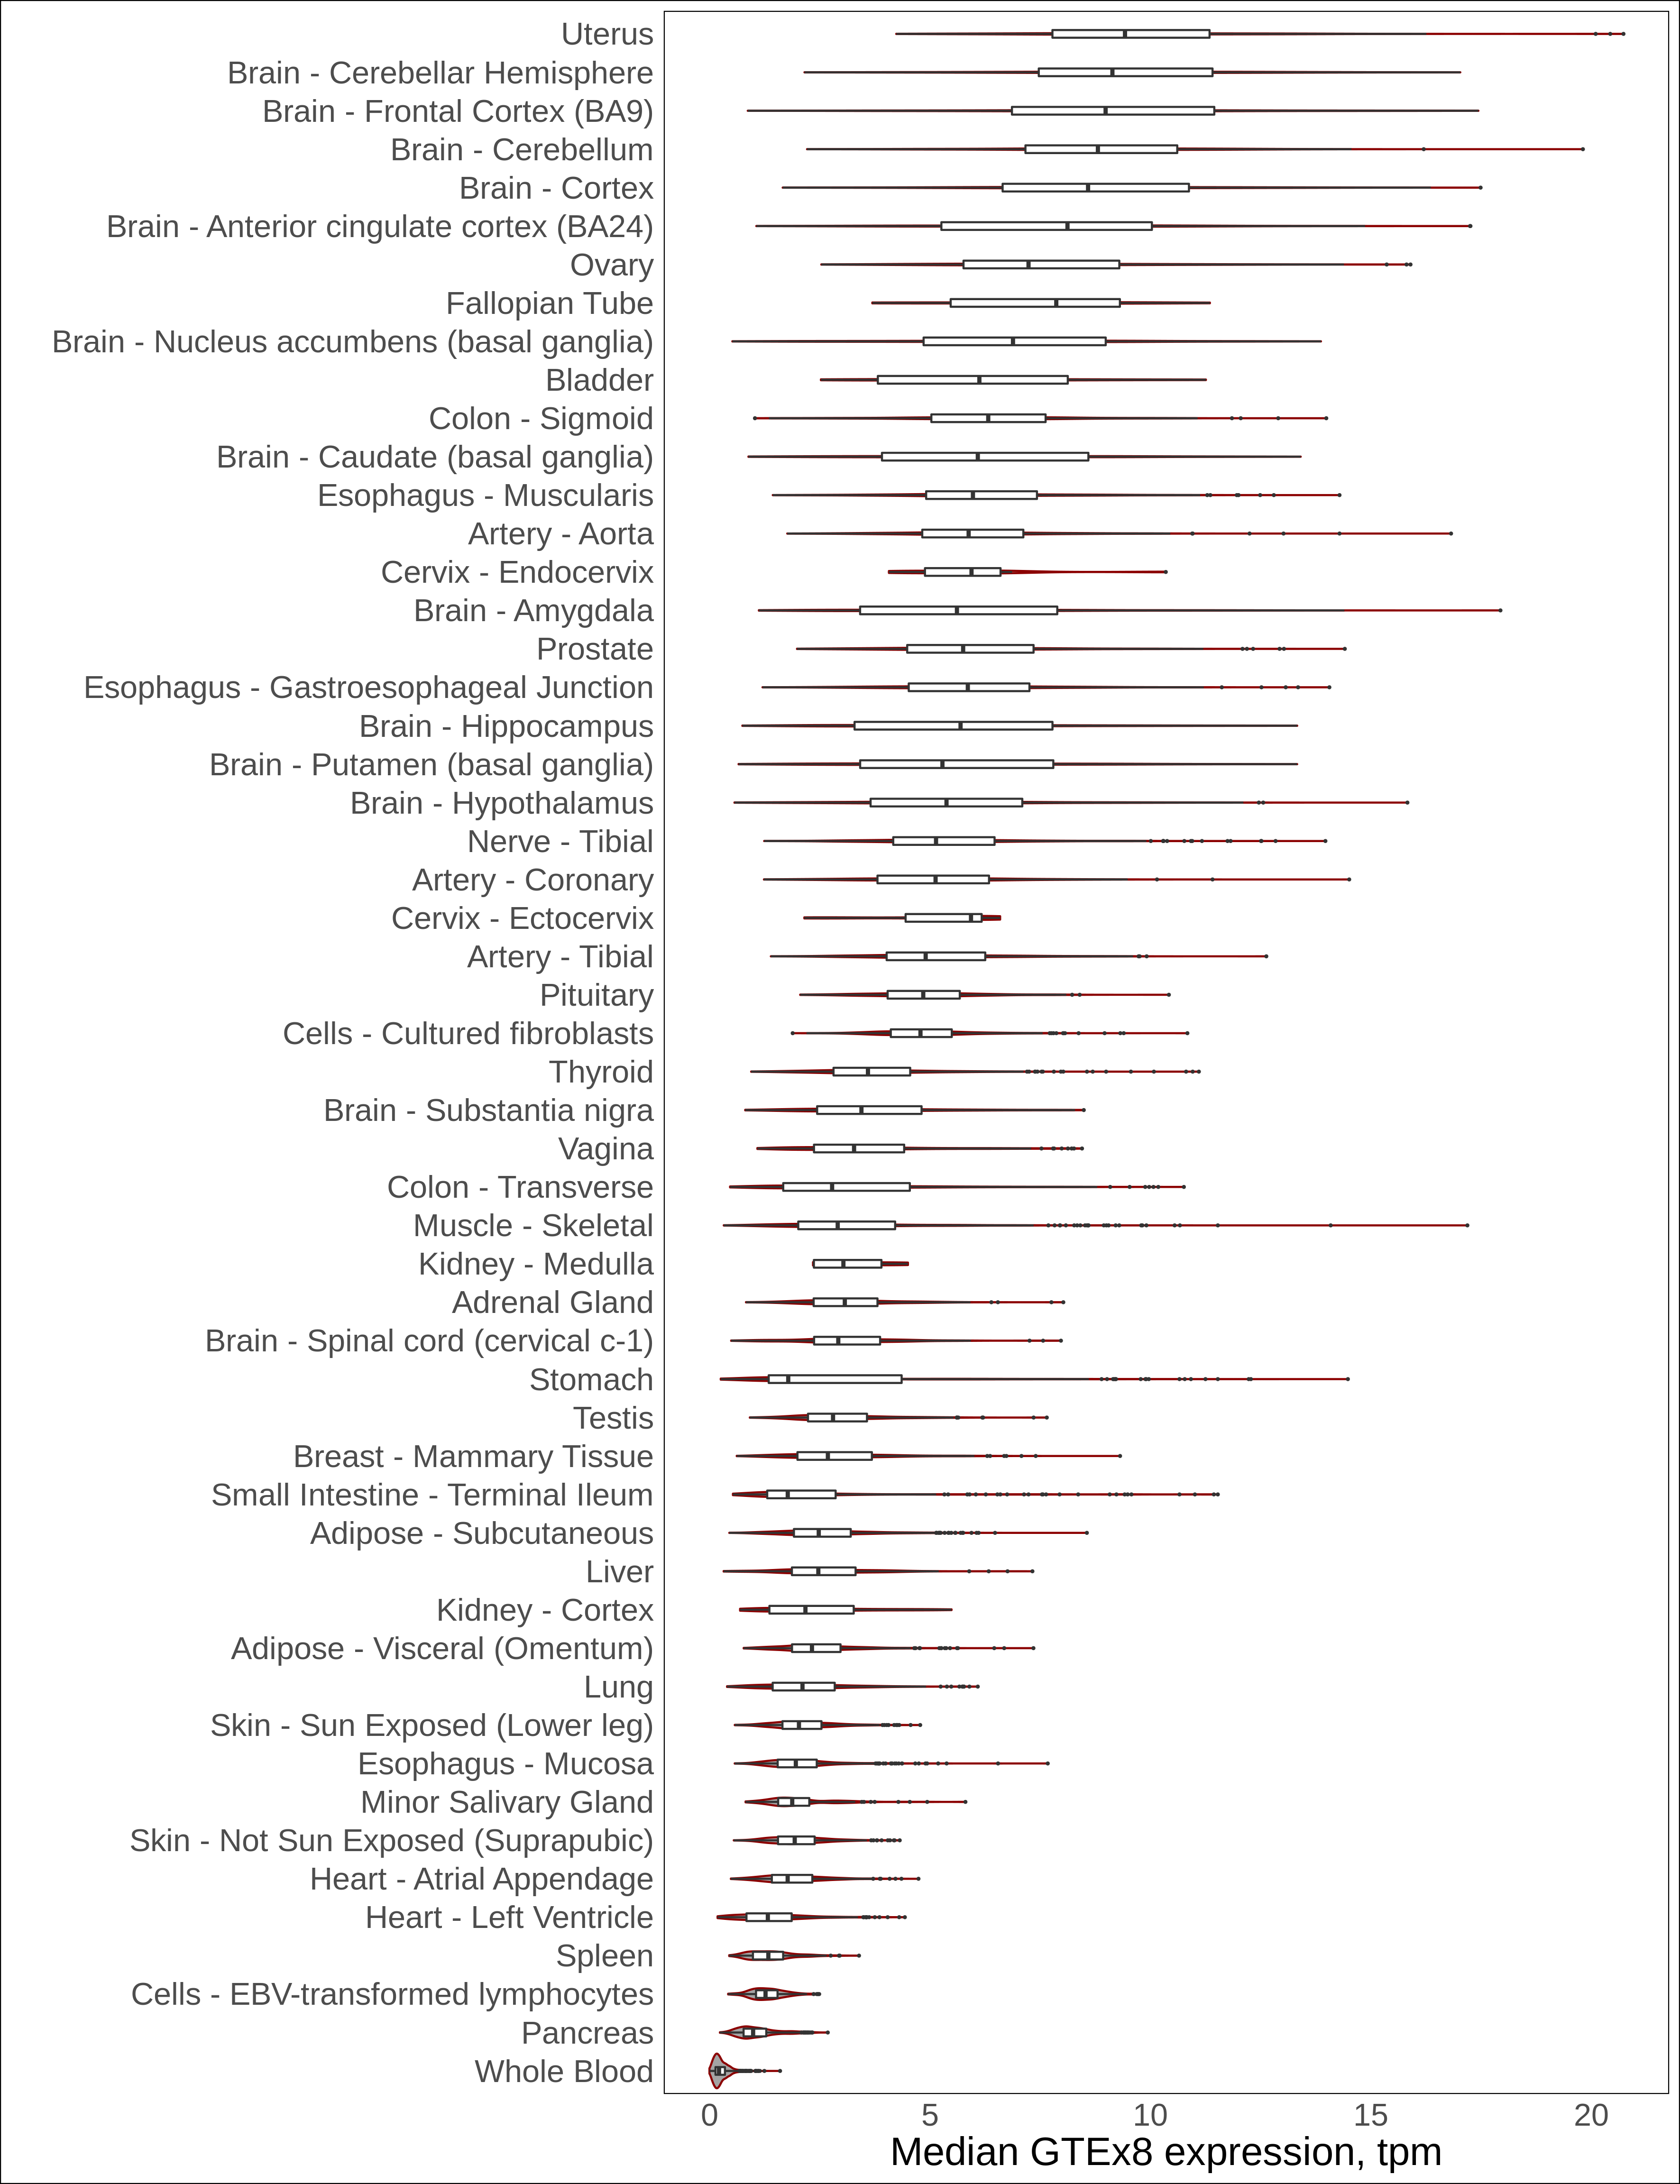 Uterus
Brain - Cerebellar Hemisphere
Brain - Frontal Cortex (BA9)
Brain - Cerebellum
Brain - Cortex
Brain - Anterior cingulate cortex (BA24)
Ovary
Fallopian Tube
Brain - Nucleus accumbens (basal ganglia)
Bladder
Colon - Sigmoid
Brain - Caudate (basal ganglia)
Esophagus - Muscularis
Artery - Aorta
Cervix - Endocervix
Brain - Amygdala
Prostate
Esophagus - Gastroesophageal Junction
Brain - Hippocampus
Brain - Putamen (basal ganglia)
Brain - Hypothalamus
Nerve - Tibial
Artery - Coronary
Cervix - Ectocervix
Artery - Tibial
Pituitary
Cells - Cultured fibroblasts
Thyroid
Brain - Substantia nigra
Vagina
Colon - Transverse
Muscle - Skeletal
Kidney - Medulla
Adrenal Gland
Brain - Spinal cord (cervical c-1)
Stomach
Testis
Breast - Mammary Tissue
Small Intestine - Terminal Ileum
Adipose - Subcutaneous
Liver
Kidney - Cortex
Adipose - Visceral (Omentum)
Lung
Skin - Sun Exposed (Lower leg)
Esophagus - Mucosa
Minor Salivary Gland
Skin - Not Sun Exposed (Suprapubic)
Heart - Atrial Appendage
Heart - Left Ventricle
Spleen
Cells - EBV-transformed lymphocytes
Pancreas
Whole Blood
0 5 10 15 20
Median GTEx8 expression, tpm